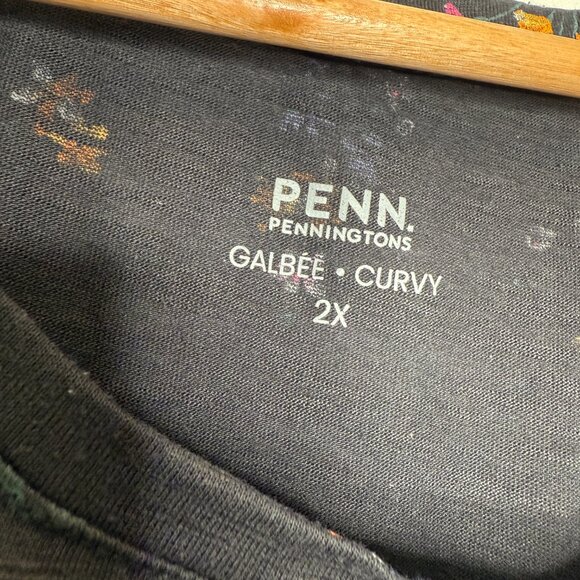 PENN.
PENNINGTONS
GALBÉE • CURVY
2X